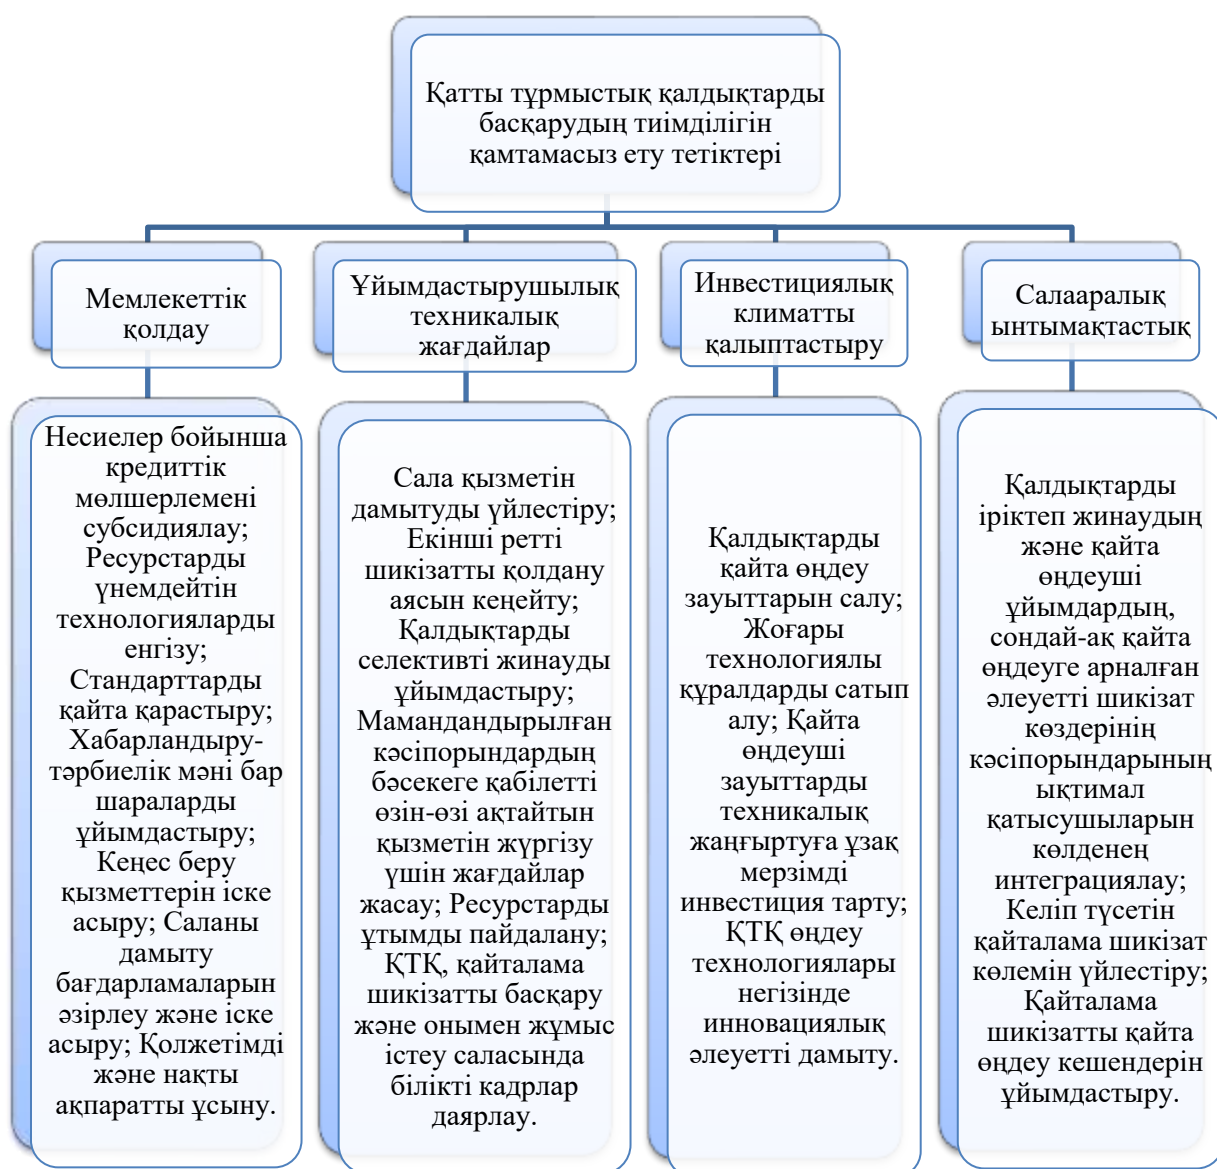 Қатты тұрмыстық қалдықтарды
басқарудың тиімділігін
қамтамасыз ету тетіктері
Мемлекеттік
қолдау
Ұйымдастырушылық
техникалық
жағдайлар
Инвестициялық
климатты
қалыптастыру
Салааралық
ынтымақтастық
Несиелер бойынша
кредиттік
мөлшерлемені
субсидиялау;
Ресурстарды
үнемдейтін
технологияларды
енгізу;
Стандарттарды
қайта қарастыру;
Хабарландыру-
тәрбиелік мәні бар
шараларды
ұйымдастыру;
Кеңес беру
қызметтерін іске
асыру; Саланы
дамыту
бағдарламаларын
әзірлеу және іске
асыру; Қолжетімді
және нақты
ақпаратты ұсыну.
Сала қызметін
дамытуды үйлестіру;
Екінші ретті
шикізатты қолдану
аясын кеңейту;
Қалдықтарды
селективті жинауды
ұйымдастыру;
Мамандандырылған
кәсіпорындардың
бәсекеге қабілетті
өзін-өзі ақтайтын
қызметін жүргізу
үшін жағдайлар
жасау; Ресурстарды
ұтымды пайдалану;
ҚТҚ, қайталама
шикізатты басқару
және онымен жұмыс
істеу саласында
білікті кадрлар
даярлау.
Қалдықтарды
қайта өңдеу
зауыттарын салу;
Жоғары
технологиялы
құралдарды сатып
алу; Қайта
өңдеуші
зауыттарды
техникалық
жаңғыртуға ұзақ
мерзімді
инвестиция тарту;
ҚТҚ өңдеу
технологиялары
негізінде
инновациялық
әлеуетті дамыту.
Қалдықтарды
іріктеп жинаудың
және қайта
өңдеуші
ұйымдардың,
сондай-ақ қайта
өңдеуге арналған
әлеуетті шикізат
көздерінің
кәсіпорындарының
ықтимал
қатысушыларын
көлденең
интеграциялау;
Келіп түсетін
қайталама шикізат
көлемін үйлестіру;
Қайталама
шикізатты қайта
өңдеу кешендерін
ұйымдастыру.